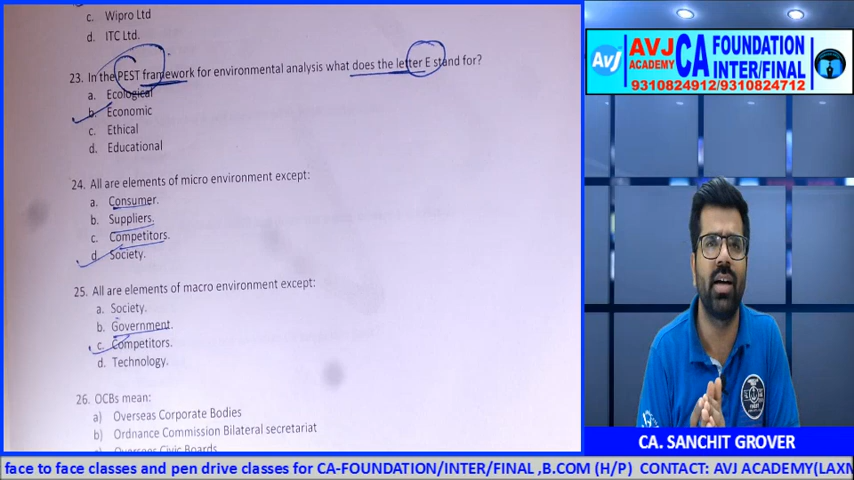 c. Wipro Ltd
d. ITC Ltd.
23. In the PEST framework for environmental analysis what does the letter E stand for?
a. Ecological
b. Economic
c. Ethical
d. Educational
24. All are elements of micro environment except:
a. Consumer.
b. Suppliers.
c. Competitors.
d. Society.
25. All are elements of macro environment except:
a. Society.
b. Government.
c. Competitors.
d. Technology.
26. OCBs mean:
a) Overseas Corporate Bodies
b) Ordnance Commission Bilateral secretariat
c) Overseas Civic Boards
AVJ
AVJ ACADEMY
CA FOUNDATION
INTER/FINAL
9310824912/9310824712
CA. SANCHIT GROVER
face to face classes and pen drive classes for CA-FOUNDATION/INTER/FINAL ,B.COM (H/P) CONTACT: AVJ ACADEMY(LAXM